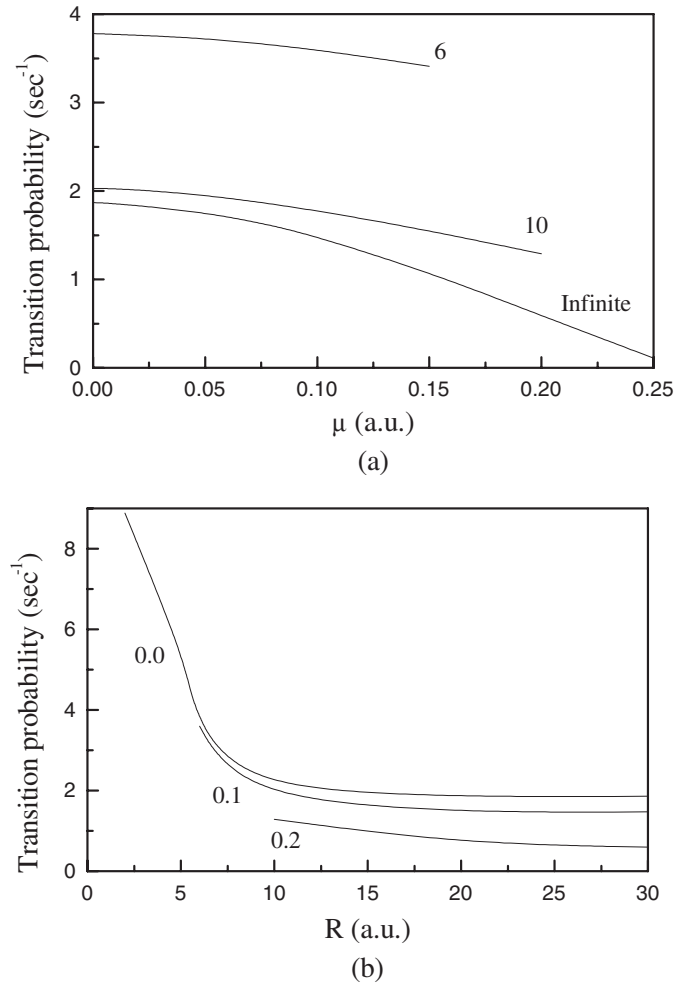 4
3
2
1
0
Transition probability (sec⁻¹)
6
10
Infinite
0.00 0.05 0.10 0.15 0.20 0.25
μ (a.u.)
(a)
8
6
4
2
0
Transition probability (sec⁻¹)
0.0
0.1
0.2
0 5 10 15 20 25 30
R (a.u.)
(b)